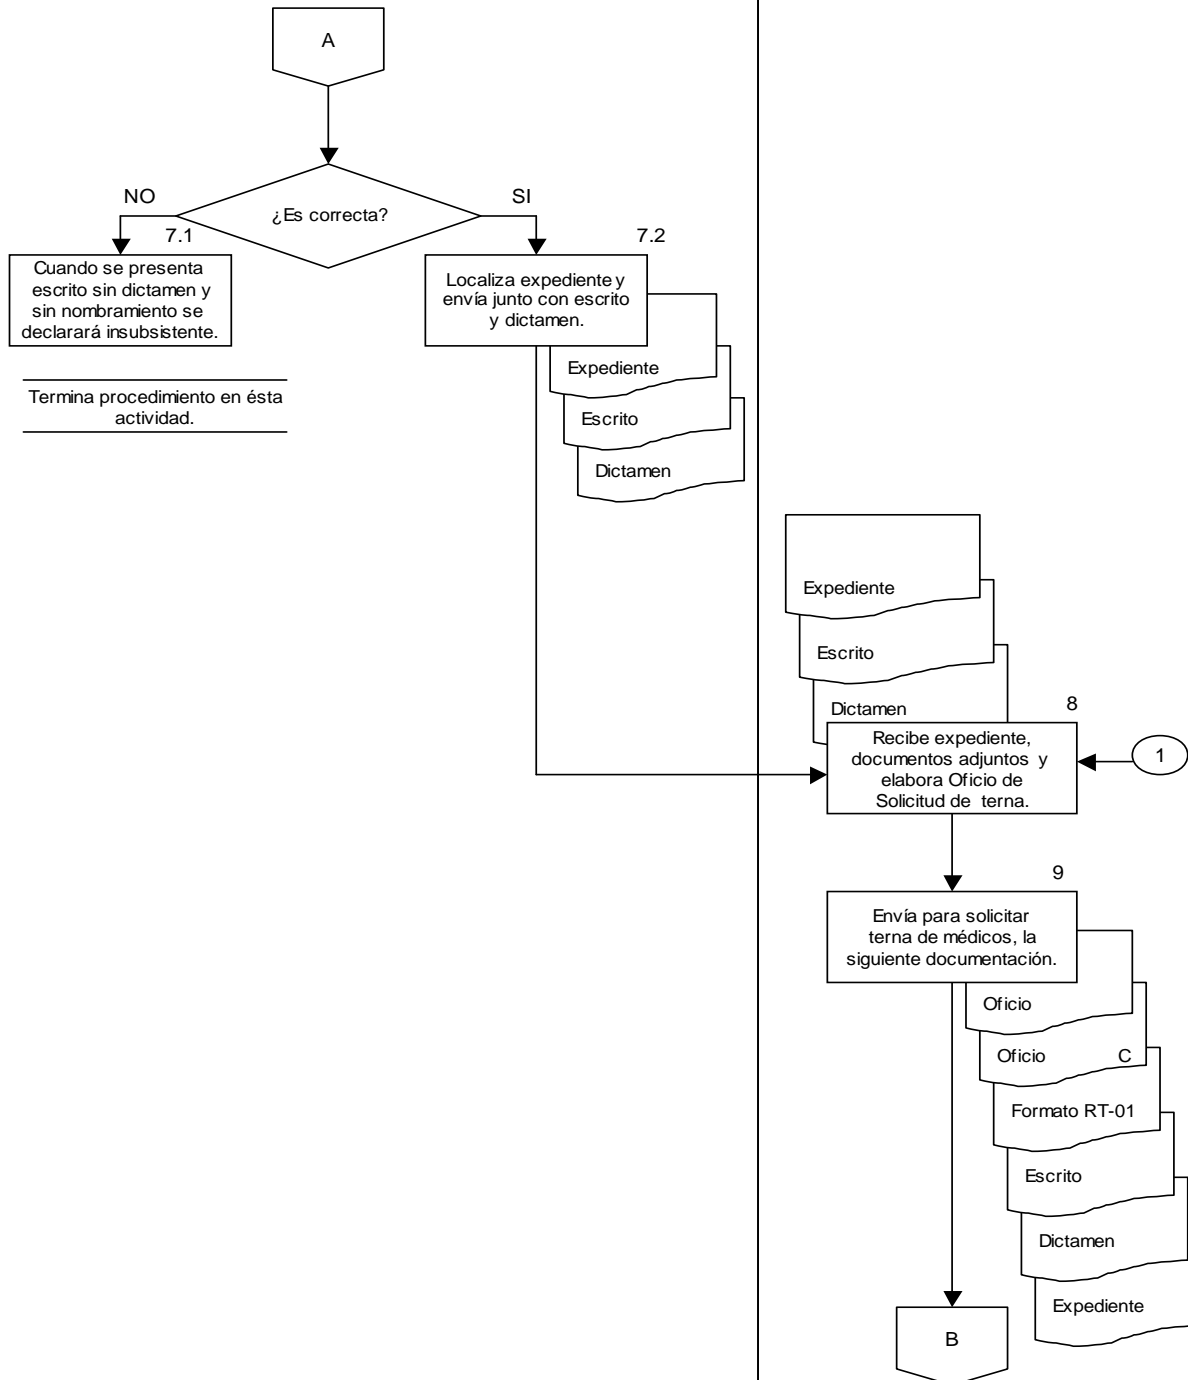 A
¿Es correcta?
NO
SI
7.1
7.2
Cuando se presenta
escrito sin dictamen y
sin nombramiento se
declarará insubsistente.
Termina procedimiento en ésta
actividad.
Localiza expediente y
envía junto con escrito
y dictamen.
Expediente
Escrito
Dictamen
Expediente
Escrito
Dictamen
8
Recibe expediente,
documentos adjuntos y
elabora Oficio de
Solicitud de terna.
1
9
Envía para solicitar
terna de médicos, la
siguiente documentación.
Oficio
Oficio C
Formato RT-01
Escrito
Dictamen
Expediente
B